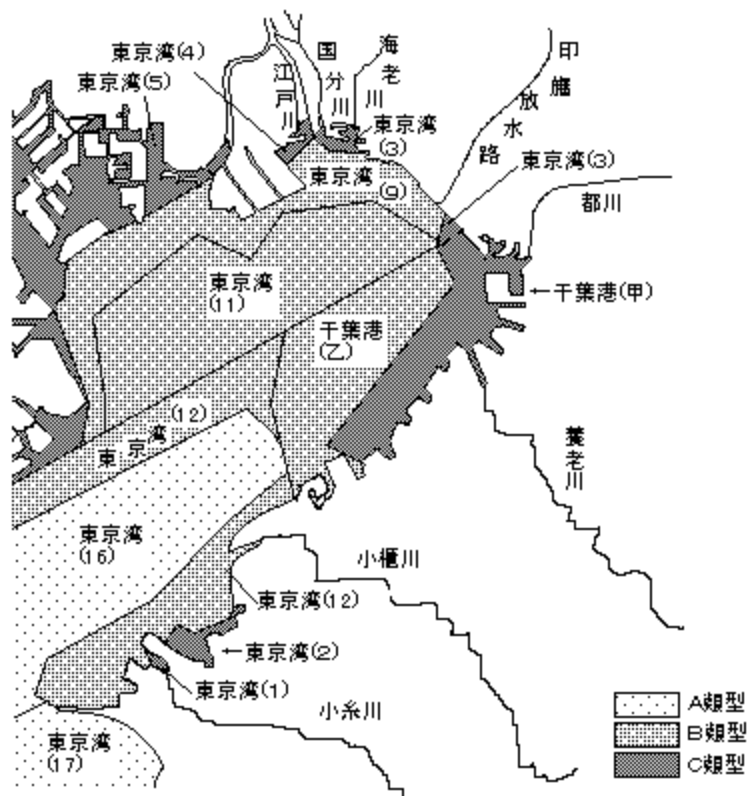 東京湾(4)
東京湾(5)
江戸川
国分川
海老川
印旛放水路
東京湾
(3)
東京湾(3)
東京湾
(9)
都川
東京湾
(11)
千葉港(甲)
千葉港
(乙)
東京湾(12)
養老川
東京湾
(16)
小櫃川
東京湾(12)
東京湾(2)
東京湾(1)
小糸川
東京湾
(17)
A類型
B類型
C類型